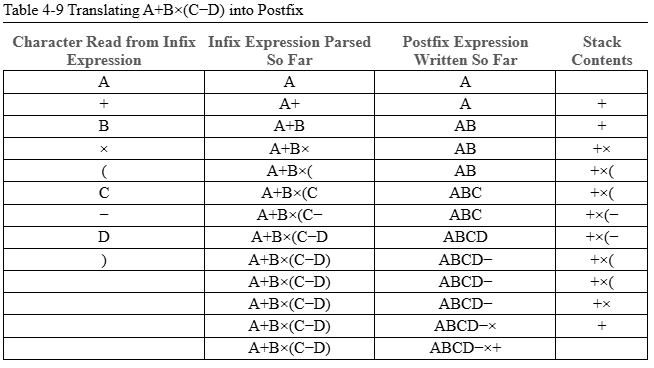 Table 4-9 Translating A+B×(C−D) into Postfix
Character Read from Infix Expression | Infix Expression Parsed So Far | Postfix Expression Written So Far | Stack Contents
A | A | A |
+ | A+ | A | +
B | A+B | AB | +
× | A+B× | AB | +×
( | A+B×( | AB | +×(
C | A+B×(C | ABC | +×(
− | A+B×(C− | ABC | +×(−
D | A+B×(C−D | ABCD | +×(−
) | A+B×(C−D) | ABCD− | +×(
| A+B×(C−D) | ABCD− | +×(
| A+B×(C−D) | ABCD− | +×
| A+B×(C−D) | ABCD−× | +
| A+B×(C−D) | ABCD−×+ |